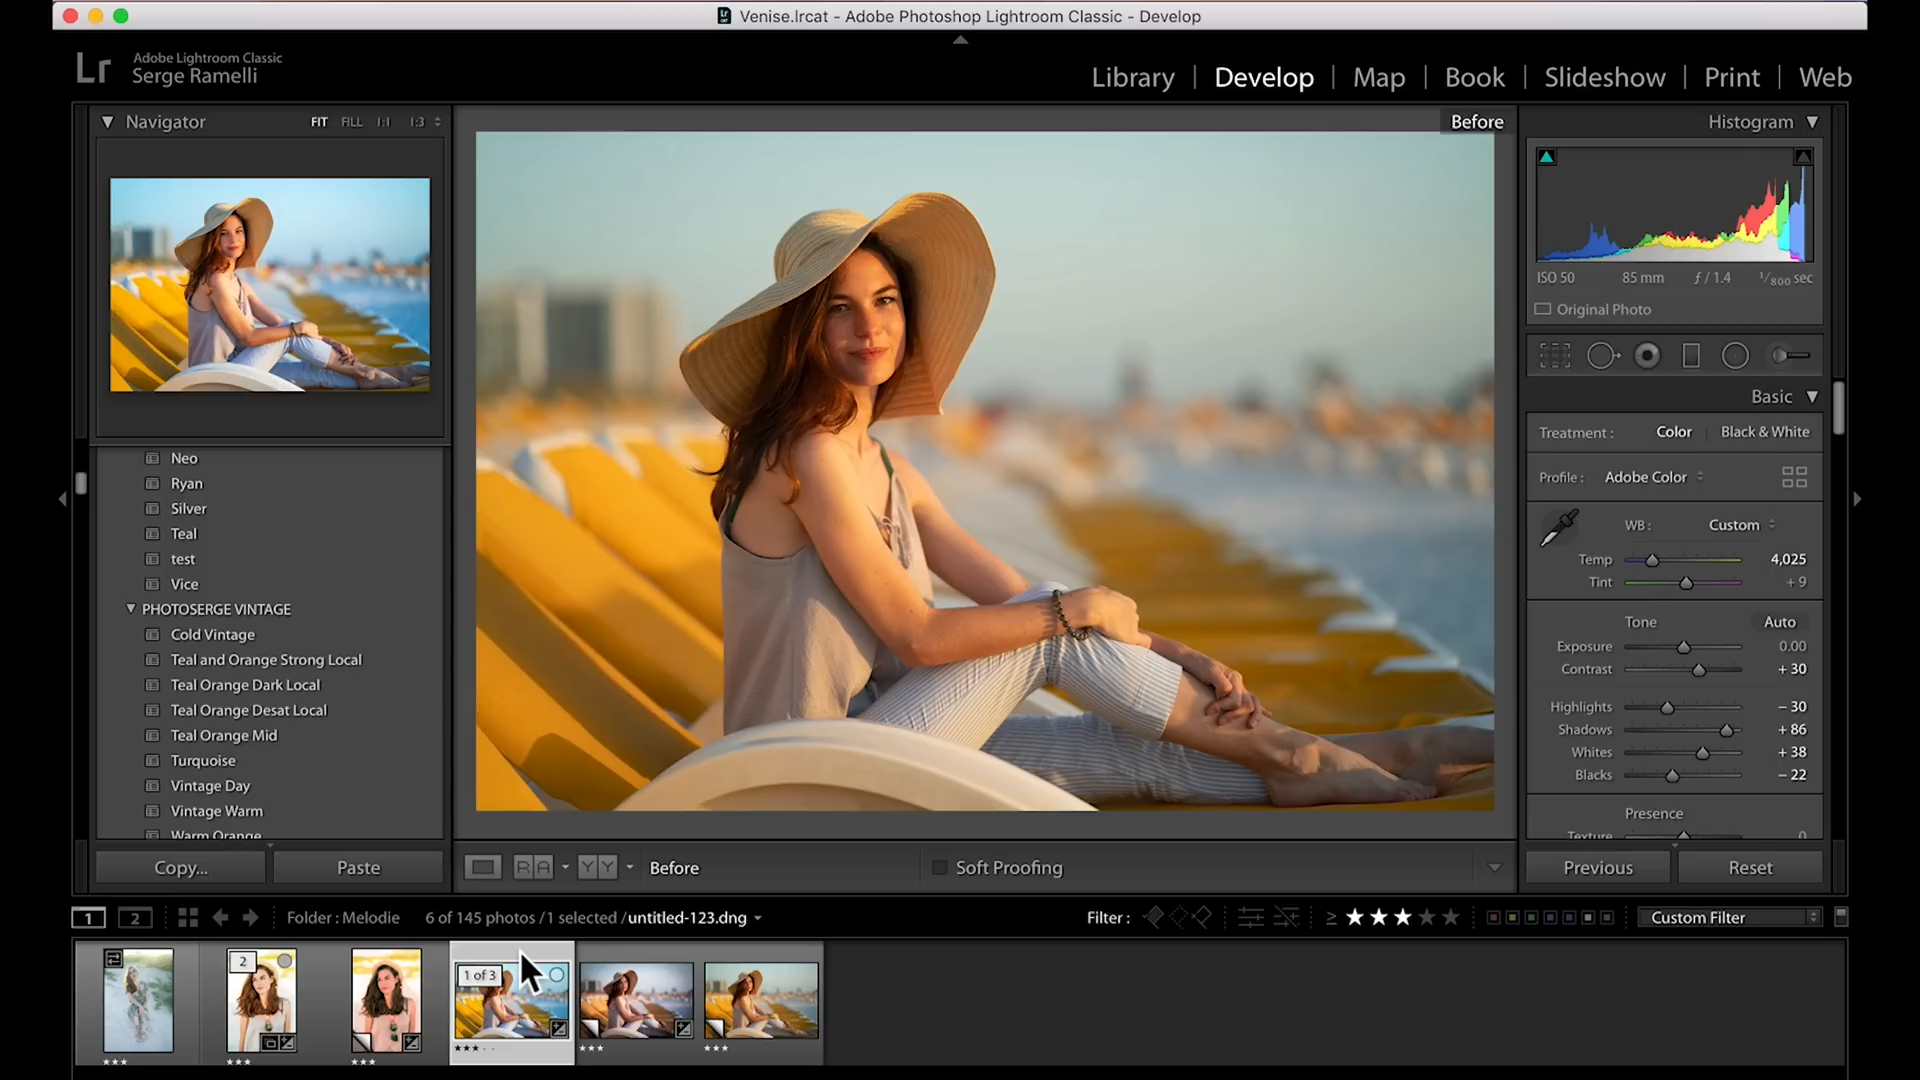 Venise.lrcat - Adobe Photoshop Lightroom Classic - Develop
Lr
Adobe Lightroom Classic
Serge Ramelli
Library | Develop | Map | Book | Slideshow | Print | Web
Navigator FIT FILL 1:1 1:3
Before
Histogram
ISO 50 85 mm ƒ / 1.4 1/800 sec
Original Photo
Basic
Treatment : Color Black & White
Profile : Adobe Color
WB : Custom
Temp 4,025
Tint + 9
Tone Auto
Exposure 0.00
Contrast + 30
Highlights – 30
Shadows + 86
Whites + 38
Blacks – 22
Presence
Texture 0
Neo
Ryan
Silver
Teal
test
Vice
PHOTOSERGE VINTAGE
Cold Vintage
Teal and Orange Strong Local
Teal Orange Dark Local
Teal Orange Desat Local
Teal Orange Mid
Turquoise
Vintage Day
Vintage Warm
Warm Orange
Copy... Paste
R A Y Y Before Soft Proofing
Previous Reset
1 2 Folder : Melodie 6 of 145 photos / 1 selected / untitled-123.dng Filter : ≥ ★★★★★ Custom Filter
2
1 of 3